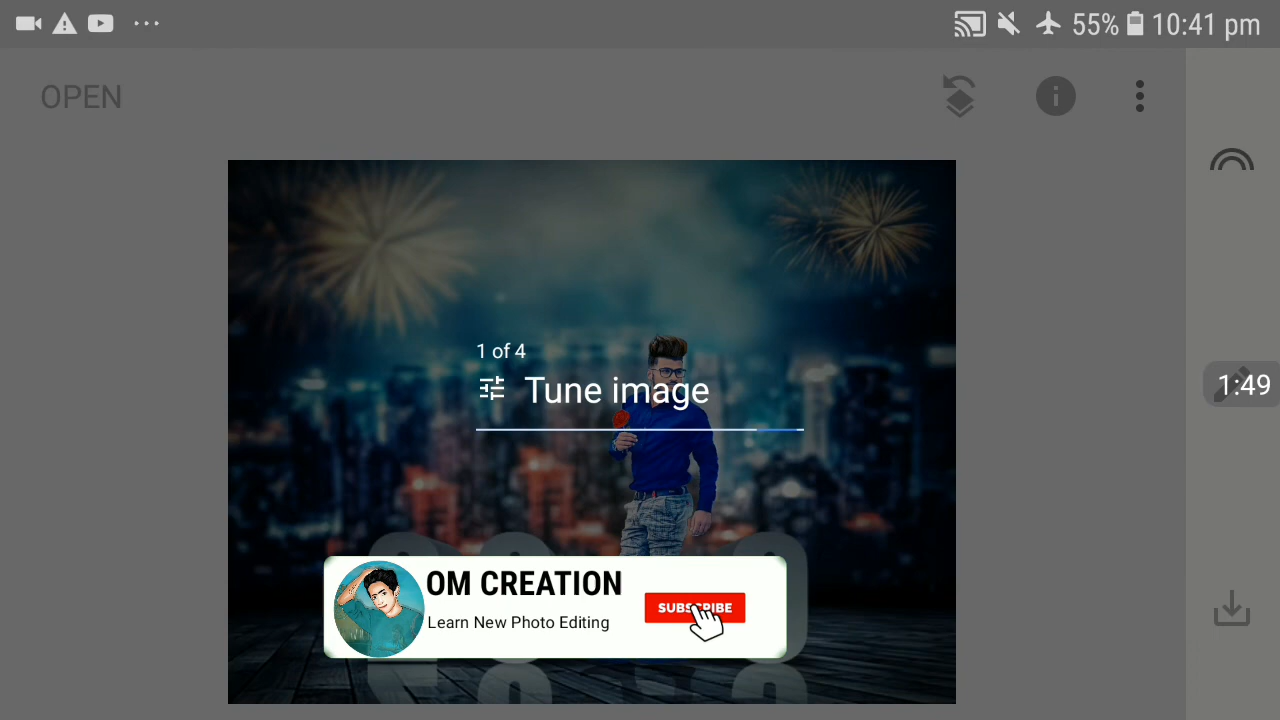 55% 10:41 pm
OPEN
1 of 4
Tune image
1:49
OM CREATION
Learn New Photo Editing
SUBSCRIBE